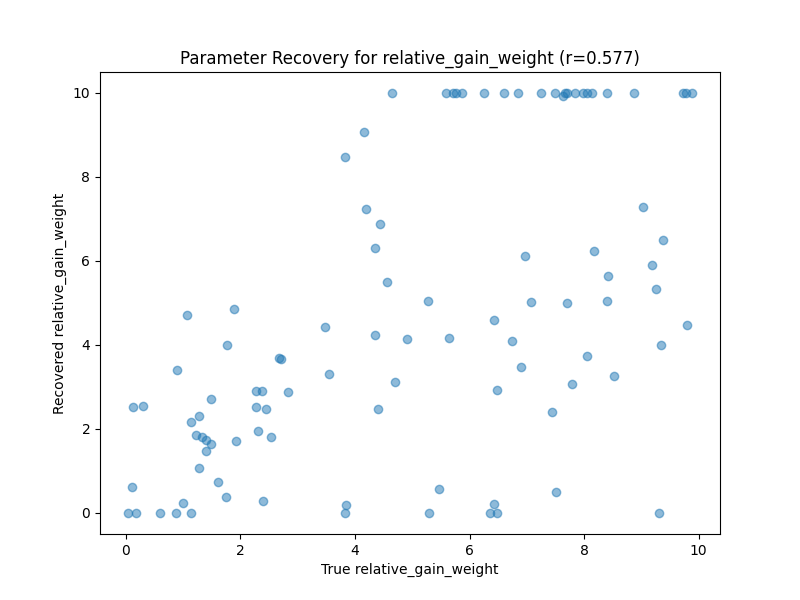 Parameter Recovery for relative_gain_weight (r=0.577)
10
8
6
4
2
0
Recovered relative_gain_weight
0 2 4 6 8 10
True relative_gain_weight